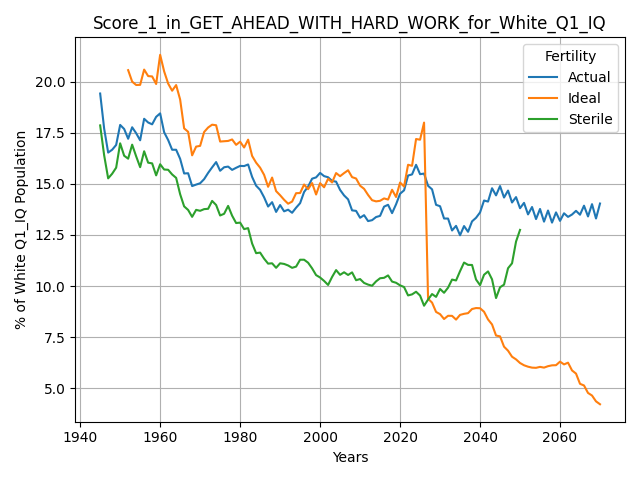 Score_1_in_GET_AHEAD_WITH_HARD_WORK_for_White_Q1_IQ
Fertility
Actual
Ideal
Sterile
% of White Q1_IQ Population
20.0
17.5
15.0
12.5
10.0
7.5
5.0
1940
1960
1980
2000
2020
2040
2060
Years